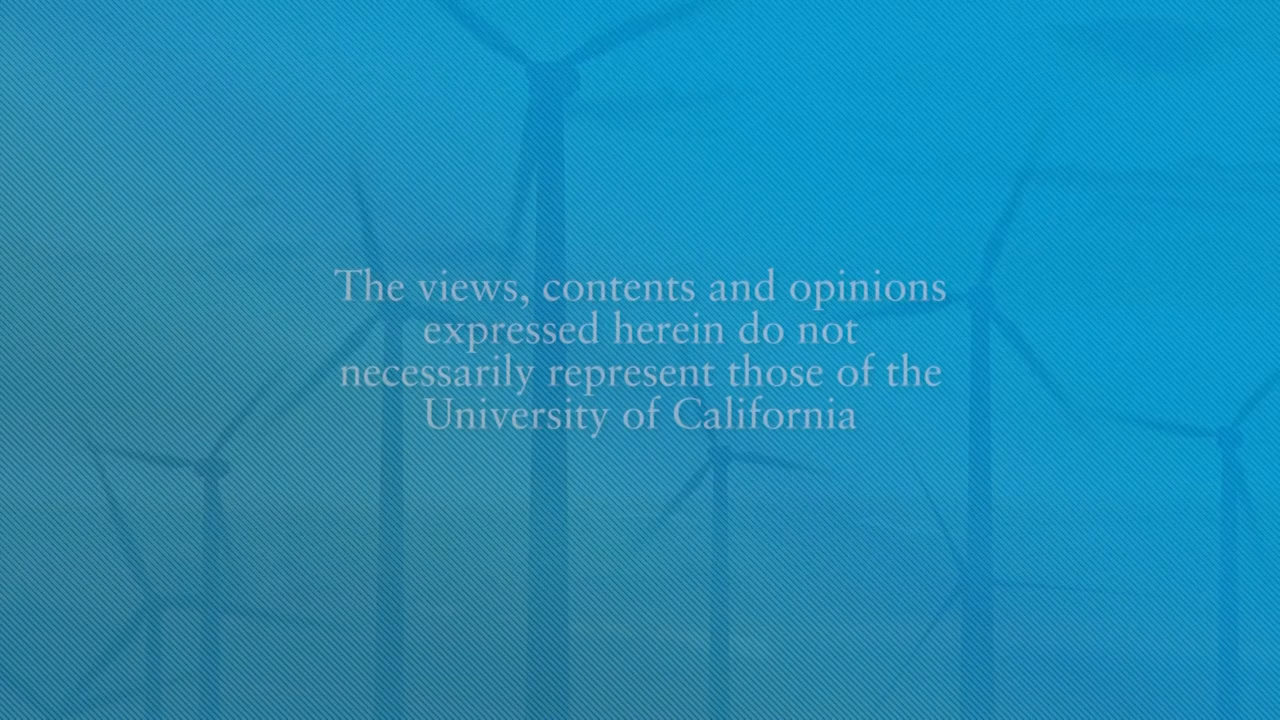 The views, contents and opinions
expressed herein do not
necessarily represent those of the
University of California